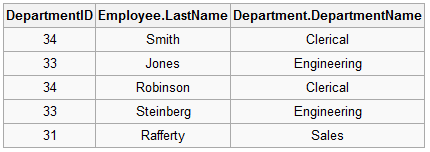 DepartmentID Employee.LastName Department.DepartmentName
34 Smith Clerical
33 Jones Engineering
34 Robinson Clerical
33 Steinberg Engineering
31 Rafferty Sales